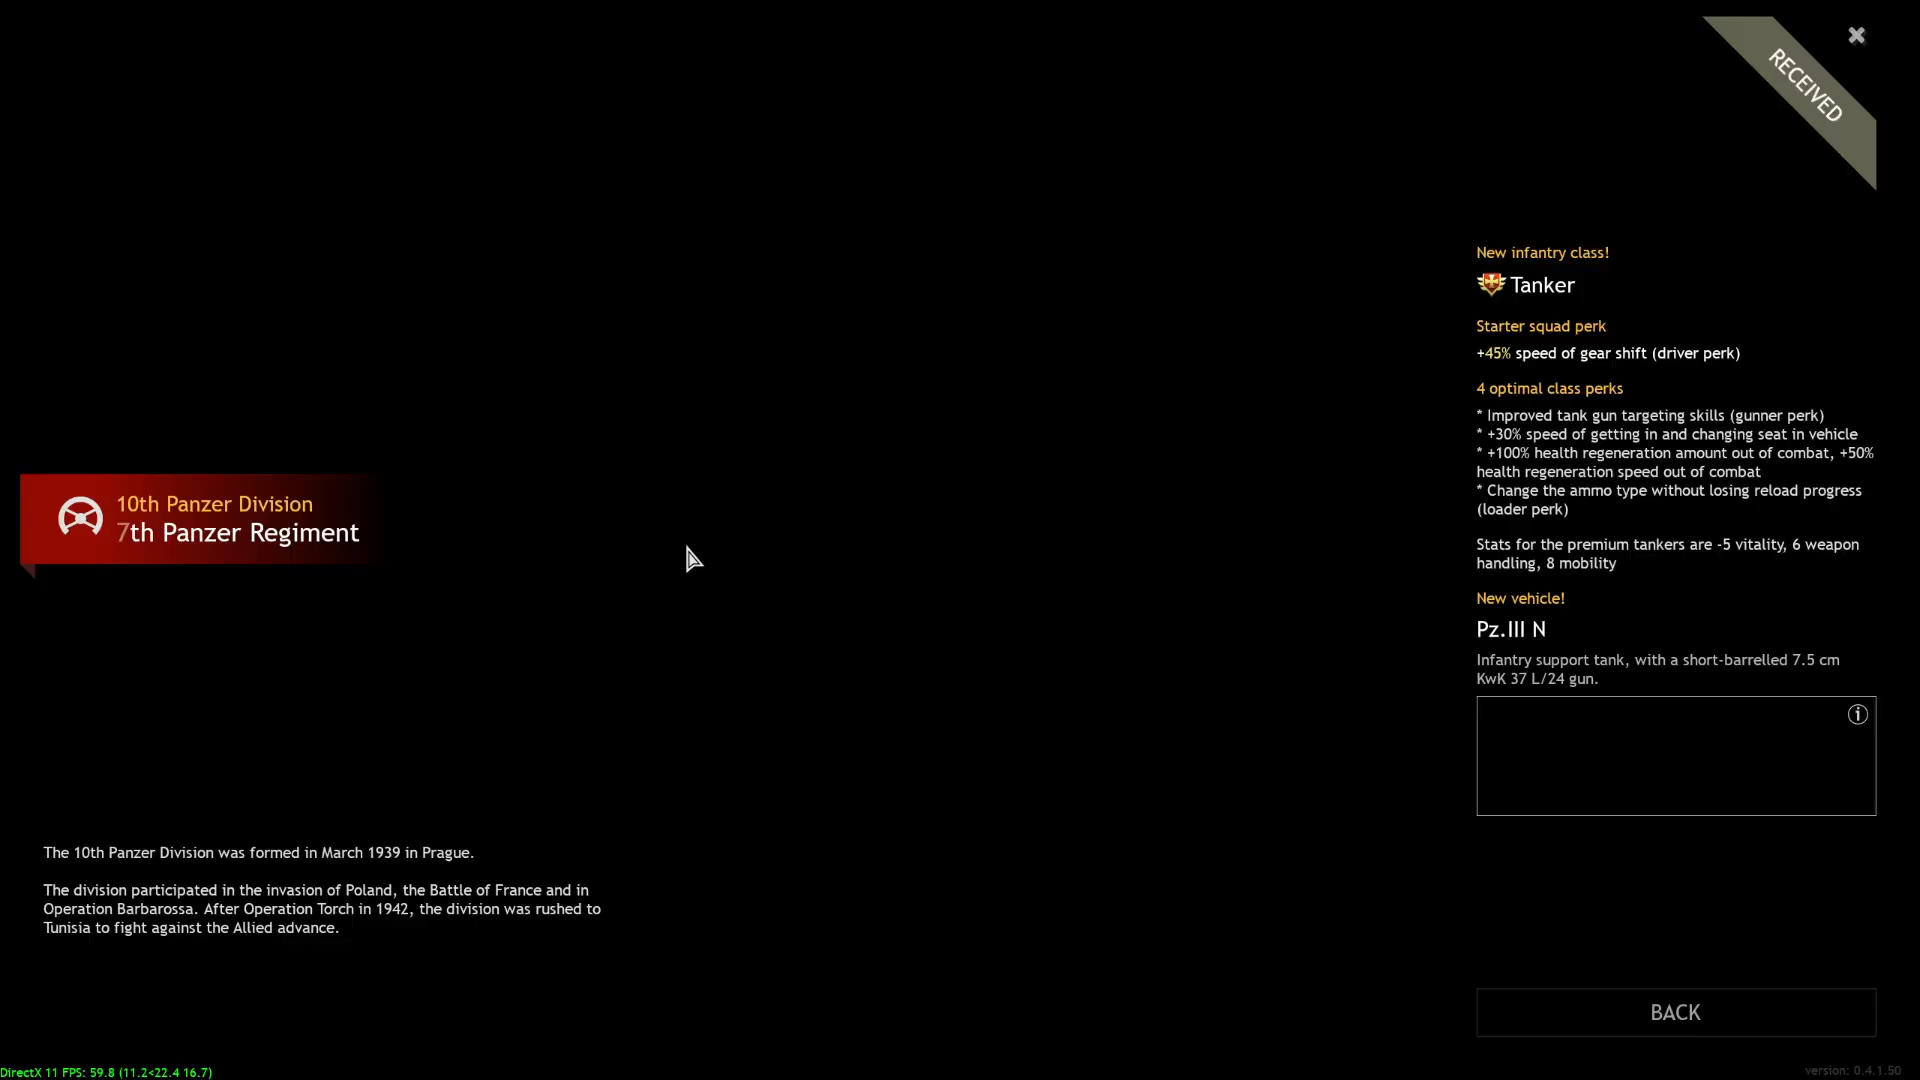 RECEIVED
New infantry class!
Tanker
Starter squad perk
+45% speed of gear shift (driver perk)
4 optimal class perks
* Improved tank gun targeting skills (gunner perk)
* +30% speed of getting in and changing seat in vehicle
* +100% health regeneration amount out of combat, +50%
health regeneration speed out of combat
* Change the ammo type without losing reload progress
(loader perk)
Stats for the premium tankers are -5 vitality, 6 weapon
handling, 8 mobility
New vehicle!
Pz.III N
Infantry support tank, with a short-barrelled 7.5 cm
KwK 37 L/24 gun.
10th Panzer Division
7th Panzer Regiment
The 10th Panzer Division was formed in March 1939 in Prague.
The division participated in the invasion of Poland, the Battle of France and in
Operation Barbarossa. After Operation Torch in 1942, the division was rushed to
Tunisia to fight against the Allied advance.
BACK
DirectX 11 FPS: 59.8 (11.2<22.4 16.7)
version: 0.4.1.50